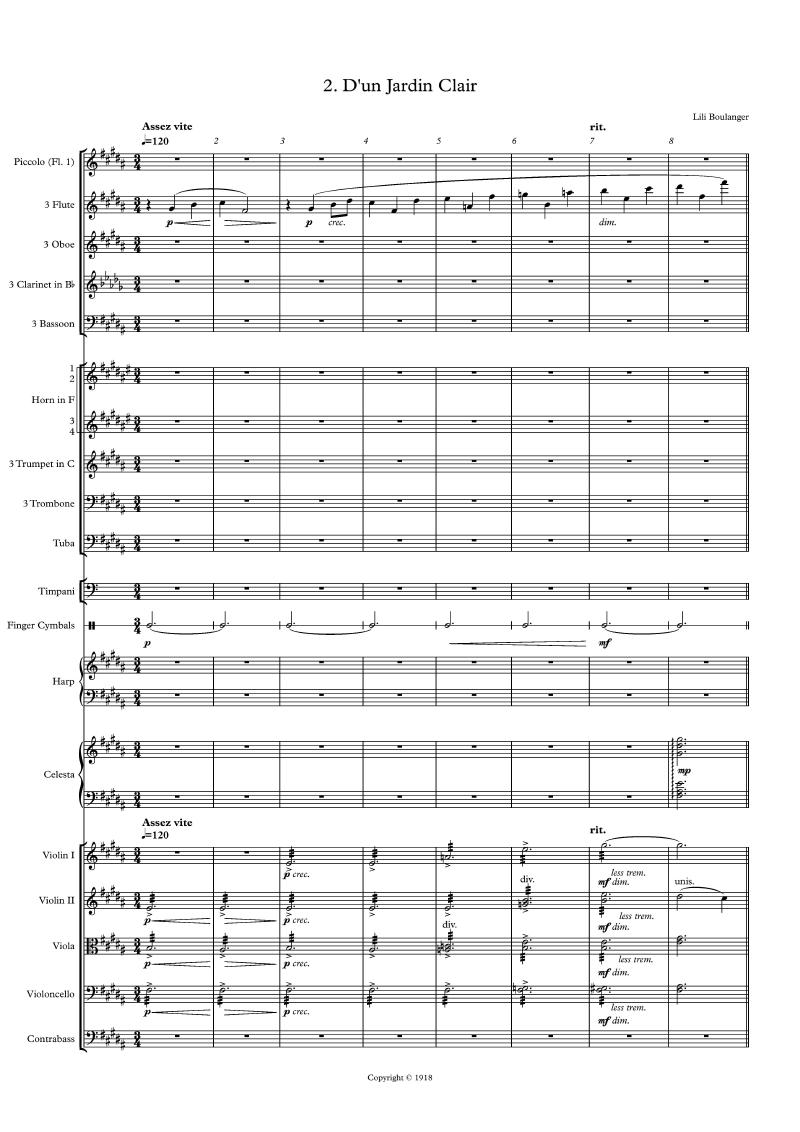 2. D'un Jardin Clair
Lili Boulanger
Assez vite
rit.
♩=120
2 3 4 5 6 7 8
Piccolo (Fl. 1)
3 Flute
p p crec. dim.
3 Oboe
3 Clarinet in B♭
3 Bassoon
1
2
Horn in F
3
4
3 Trumpet in C
3 Trombone
Tuba
Timpani
Finger Cymbals
p mf
Harp
Celesta
mp
Assez vite
rit.
♩=120
Violin I
p crec.
less trem.
mf dim.
div.
unis.
Violin II
p p crec.
less trem.
mf dim.
div.
Viola
p p crec.
less trem.
mf dim.
Violoncello
p p crec.
less trem.
mf dim.
Contrabass
Copyright © 1918